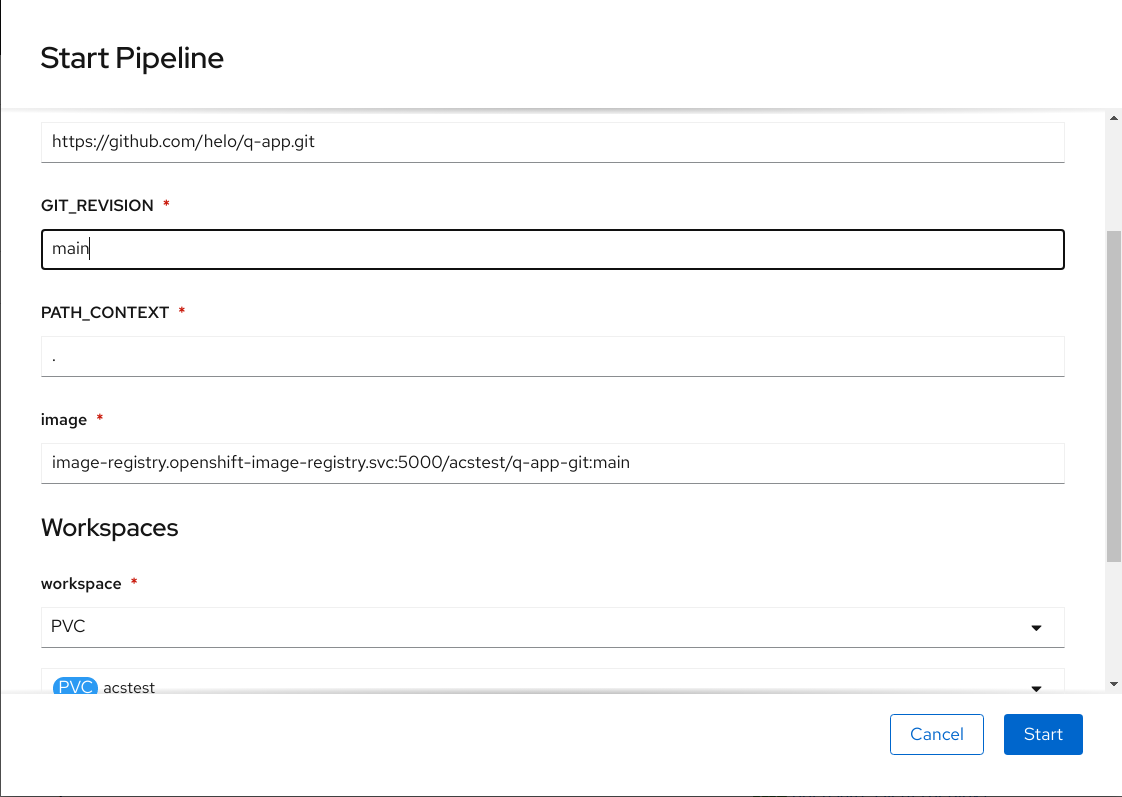 Start Pipeline
https://github.com/helo/q-app.git
GIT_REVISION *
main
PATH_CONTEXT *
.
image *
image-registry.openshift-image-registry.svc:5000/acstest/q-app-git:main
Workspaces
workspace *
PVC
PVC acstest
Cancel Start